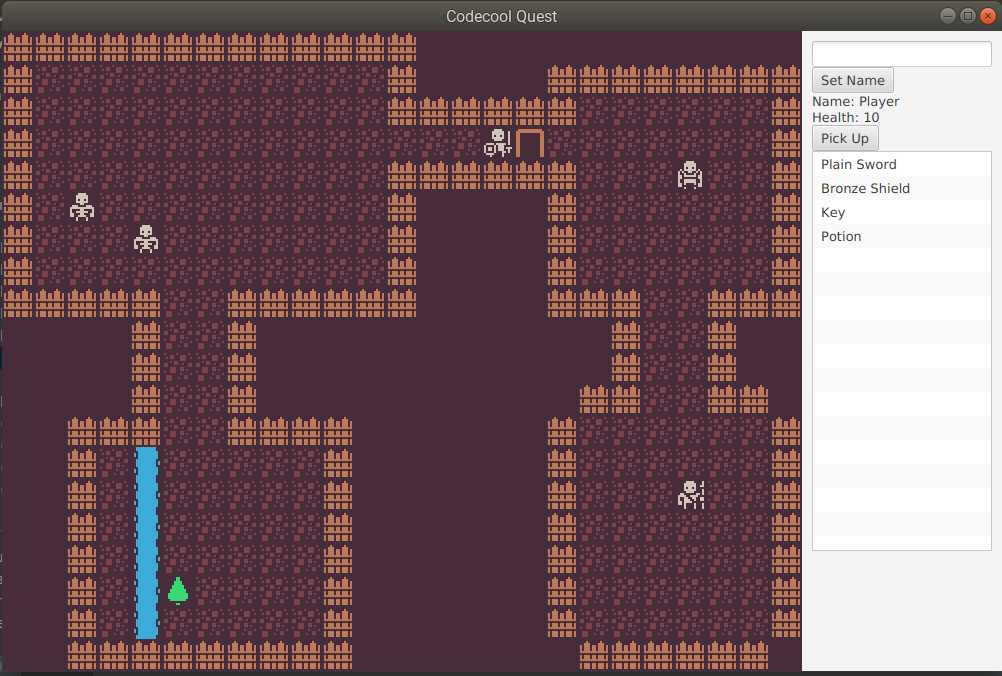 Codecool Quest
Set Name
Name: Player
Health: 10
Pick Up
Plain Sword
Bronze Shield
Key
Potion